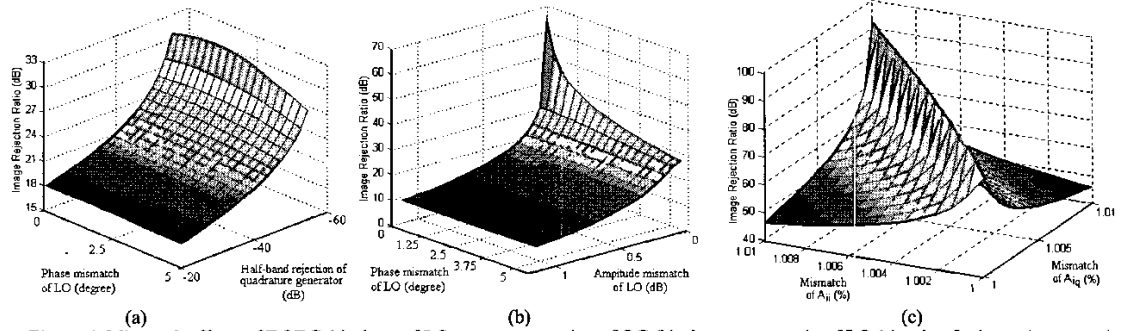 33
30
27
24
21
18
15
Image Rejection Ratio (dB)
0
2.5
5
Phase mismatch
of LO (degree)
-20
-40
-60
Half-band rejection of
quadrature generator
(dB)
(a)
70
60
50
40
30
20
10
0
Image Rejection Ratio (dB)
0
1.25
2.5
3.75
5
Phase mismatch
of LO (degree)
1
0.5
0
Amplitude mismatch
of LO (dB)
(b)
100
90
80
70
60
50
40
Image Rejection Ratio (dB)
1.01
1.008
1.006
1.004
1.002
1
Mismatch
of Aii (%)
1
1.005
1.01
Mismatch
of Aiq (%)
(c)